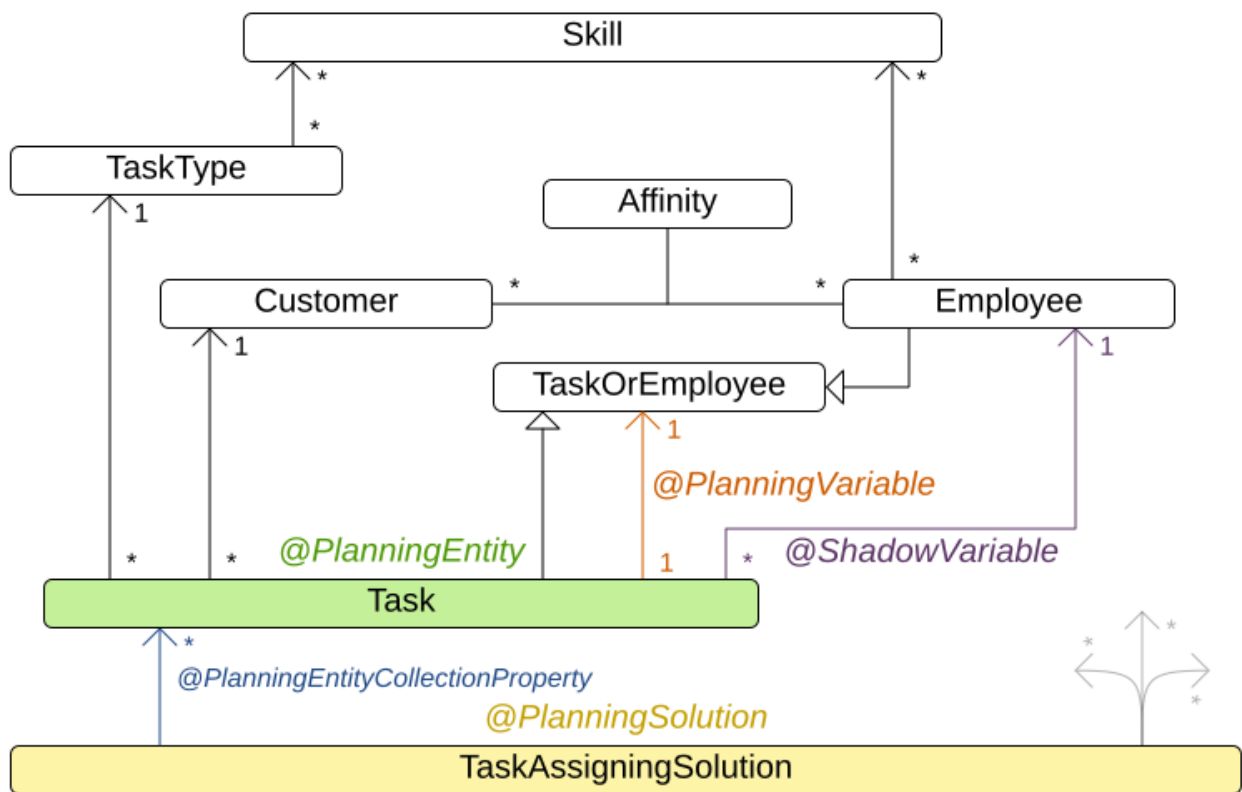 Skill
*
*
*
TaskType
1
Affinity
*
Customer
*
*
Employee
1
1
TaskOrEmployee
1
@PlanningVariable
@PlanningEntity
*
*
1
*
@ShadowVariable
Task
*
*
*
*
@PlanningEntityCollectionProperty
@PlanningSolution
TaskAssigningSolution